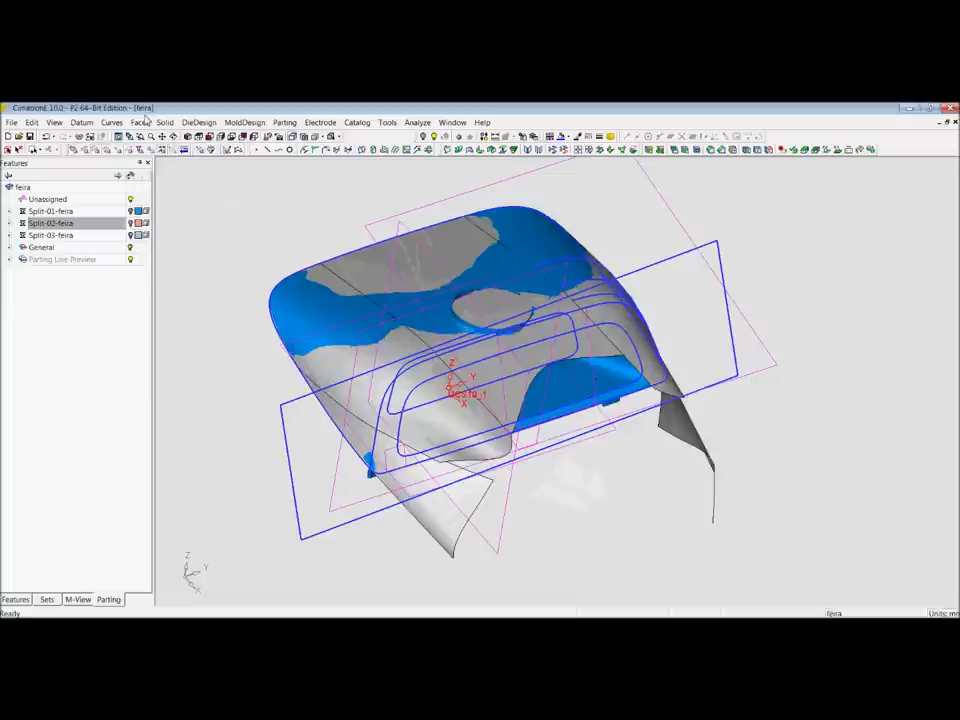 CimatronE 10.0 - P2 64-Bit Edition - [feira]
File Edit View Datum Curves Faces Solid DieDesign MoldDesign Parting Electrode Catalog Tools Analyze Window Help
Features
feira
Unassigned
Split-01-feira
Split-02-feira
Split-03-feira
General
Parting Line Preview
Z
Y
X
Z
Y
X
Features Sets M-View Parting
Ready
feira
Units: mm